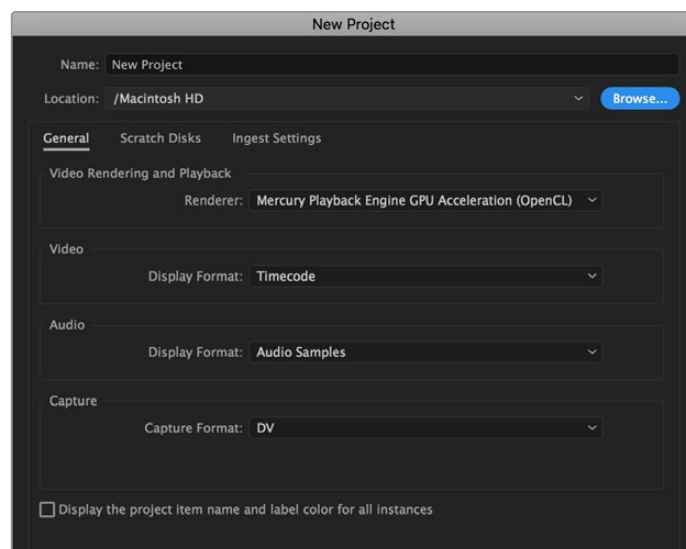 New Project
Name: New Project
Location: /Macintosh HD Browse...
General Scratch Disks Ingest Settings
Video Rendering and Playback
Renderer: Mercury Playback Engine GPU Acceleration (OpenCL)
Video
Display Format: Timecode
Audio
Display Format: Audio Samples
Capture
Capture Format: DV
Display the project item name and label color for all instances